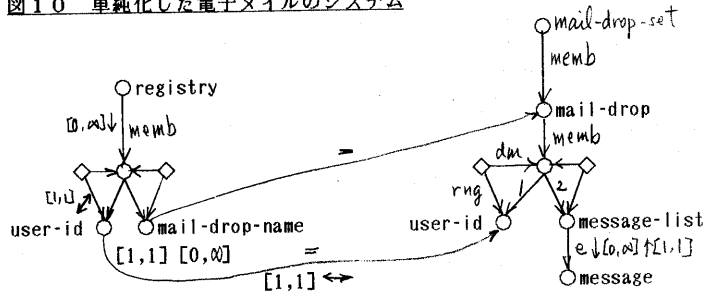 図10 単純化した電子メイルのシステム
mail-drop-set
memb
registry
[0,∞]↓ memb
mail-drop
=
memb
dm
[1,1]
rng
1
2
user-id
mail-drop-name
user-id
message-list
[1,1] [0,∞]
=
e↓[0,∞]↑[1,1]
[1,1] ↔
message